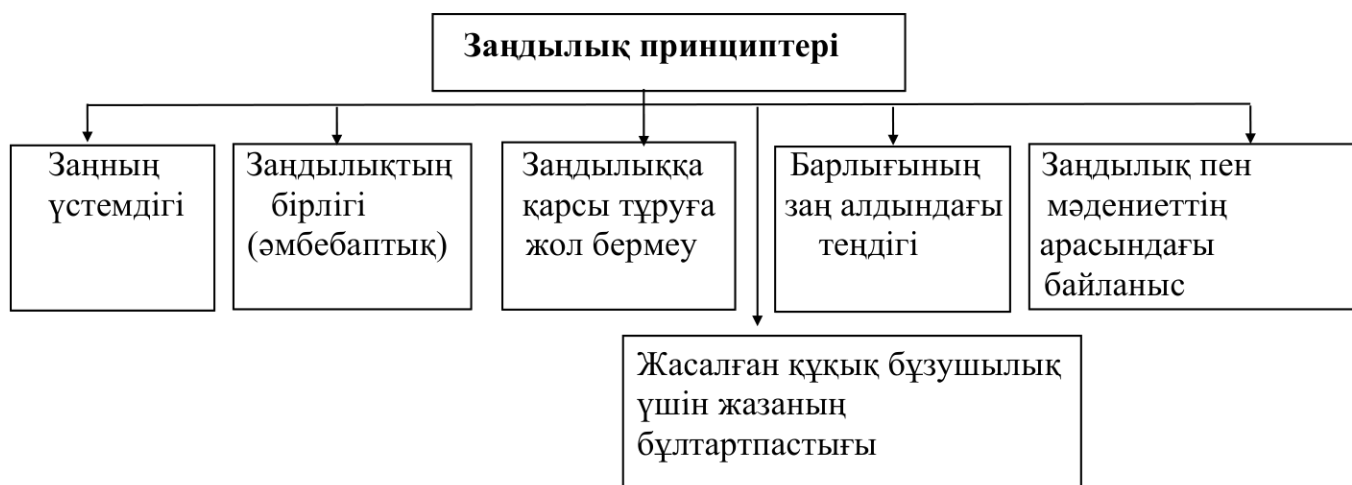 Заңдылық принциптері
Заңның
үстемдігі
Заңдылықтың
бірлігі
(әмбебаптық)
Заңдылыққа
қарсы тұруға
жол бермеу
Барлығының
заң алдындағы
теңдігі
Заңдылық пен
мәдениеттің
арасындағы
байланыс
Жасалған құқық бұзушылық
үшін жазаның
бұлтартпастығы